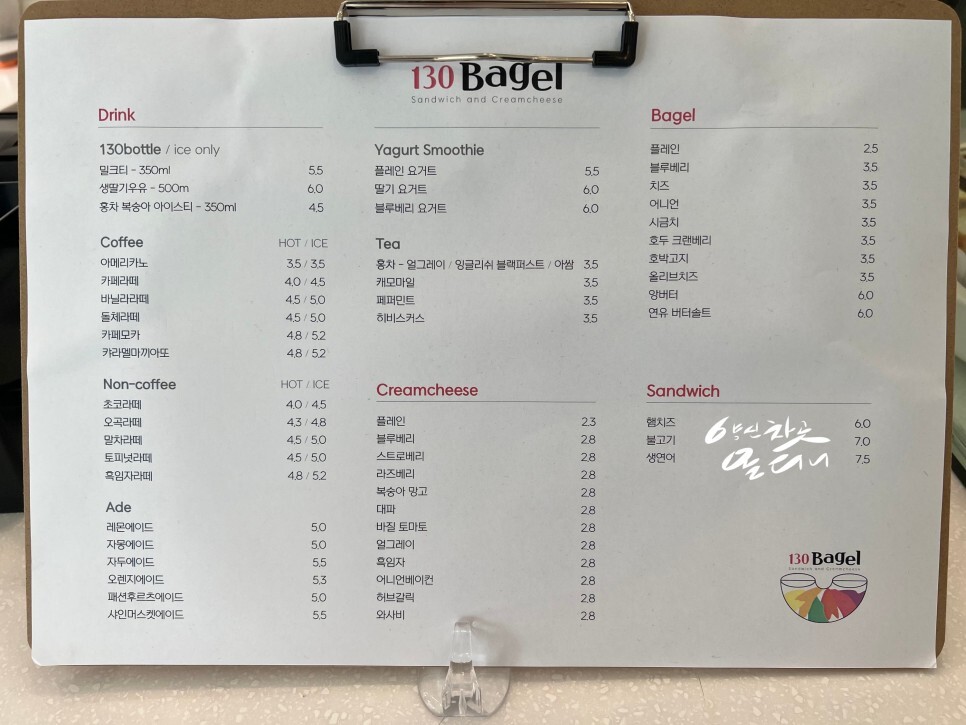 130 Bagel
Sandwich and Creamcheese
Drink
130bottle / ice only
밀크티 - 350ml 5.5
생딸기우유 - 500m 6.0
홍차 복숭아 아이스티 - 350ml 4.5
Coffee HOT / ICE
아메리카노 3.5 / 3.5
카페라떼 4.0 / 4.5
바닐라라떼 4.5 / 5.0
돌체라떼 4.5 / 5.0
카페모카 4.8 / 5.2
캬라멜마끼아또 4.8 / 5.2
Non-coffee HOT / ICE
초코라떼 4.0 / 4.5
오곡라떼 4.3 / 4.8
말차라떼 4.5 / 5.0
토피넛라떼 4.5 / 5.0
흑임자라떼 4.8 / 5.2
Ade
레몬에이드 5.0
자몽에이드 5.0
자두에이드 5.5
오렌지에이드 5.3
패션후르츠에이드 5.0
샤인머스켓에이드 5.5
Yagurt Smoothie
플레인 요거트 5.5
딸기 요거트 6.0
블루베리 요거트 6.0
Tea
홍차 - 얼그레이 / 잉글리쉬 블랙퍼스트 / 아쌈 3.5
캐모마일 3.5
페퍼민트 3.5
히비스커스 3.5
Creamcheese
플레인 2.3
블루베리 2.8
스트로베리 2.8
라즈베리 2.8
복숭아 망고 2.8
대파 2.8
바질 토마토 2.8
얼그레이 2.8
흑임자 2.8
어니언베이컨 2.8
허브갈릭 2.8
와사비 2.8
Bagel
플레인 2.5
블루베리 3.5
치즈 3.5
어니언 3.5
시금치 3.5
호두 크랜베리 3.5
호박고지 3.5
올리브치즈 3.5
앙버터 6.0
연유 버터솔트 6.0
Sandwich
햄치즈 6.0
불고기 7.0
생연어 7.5
130 Bagel
Sandwich and Creamcheese